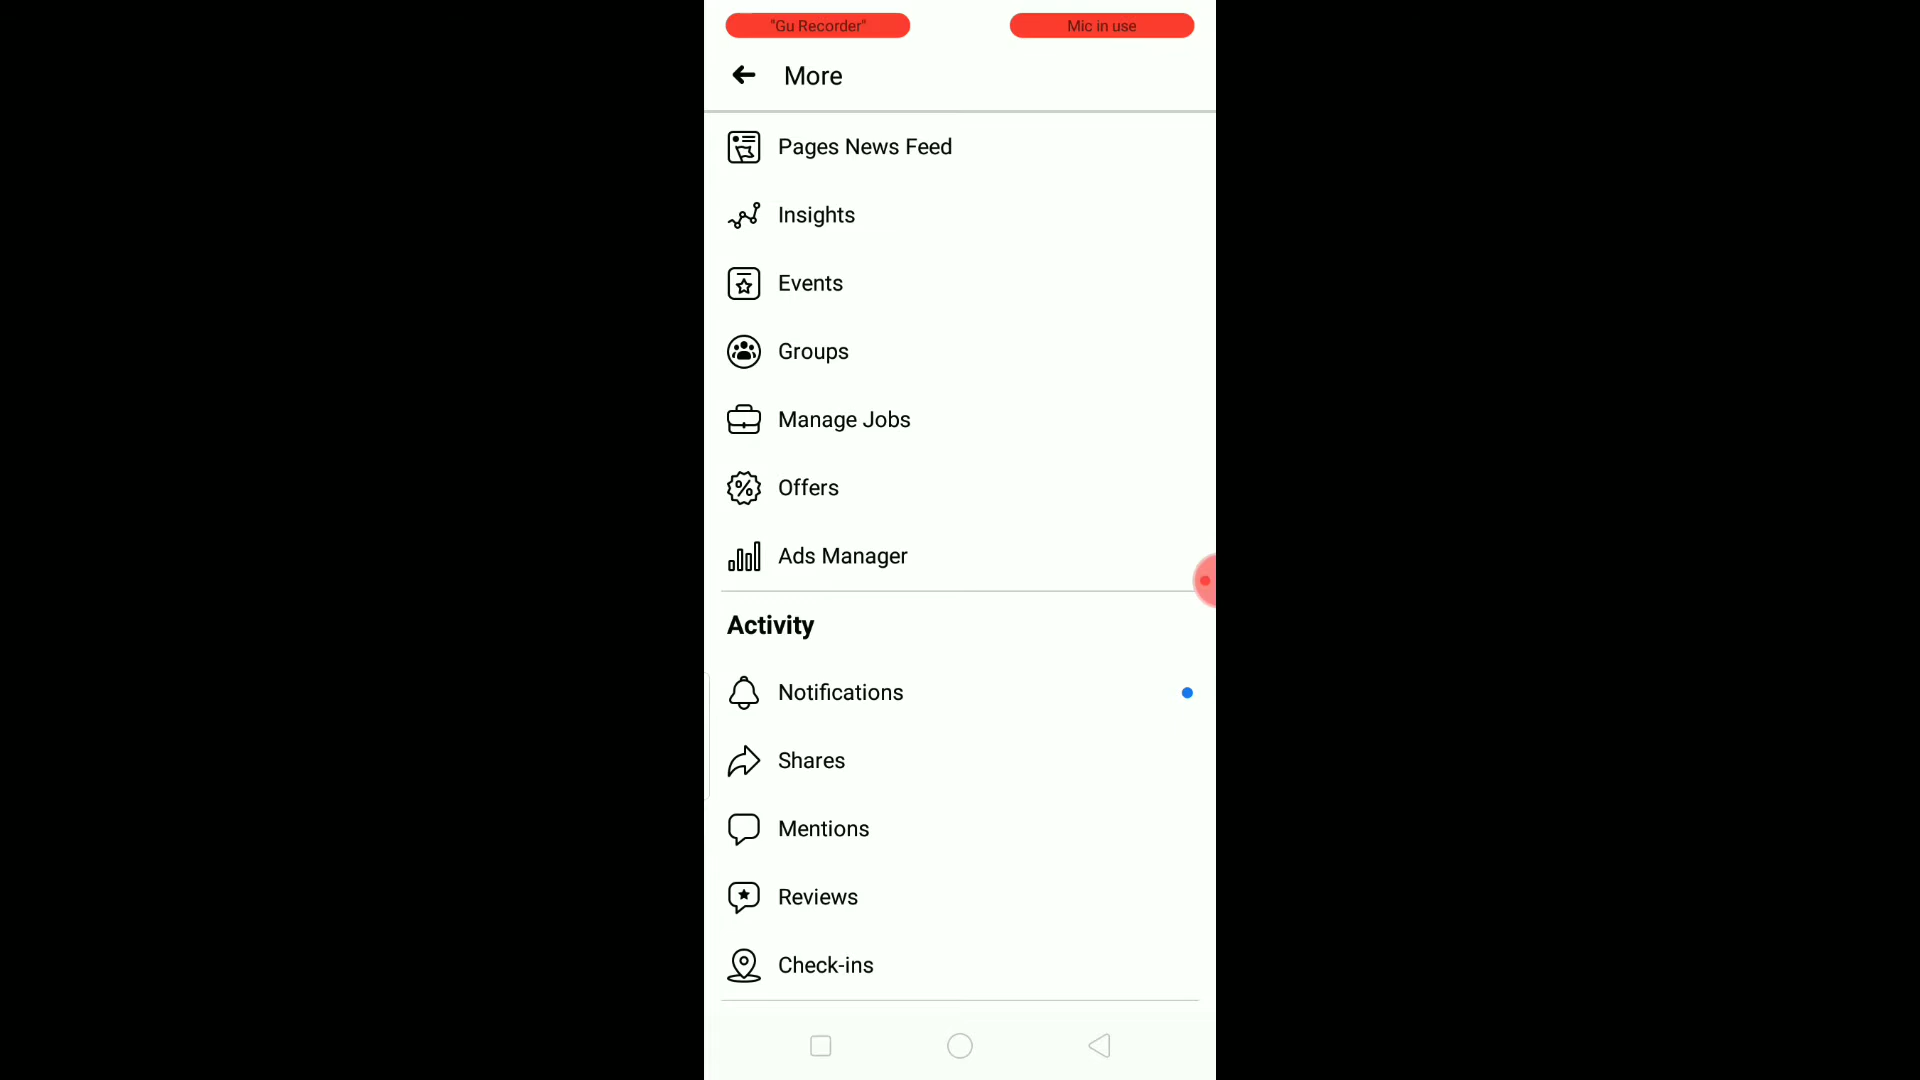 "Gu Recorder"
Mic in use
More
Pages News Feed
Insights
Events
Groups
Manage Jobs
Offers
Ads Manager
Activity
Notifications
Shares
Mentions
Reviews
Check-ins